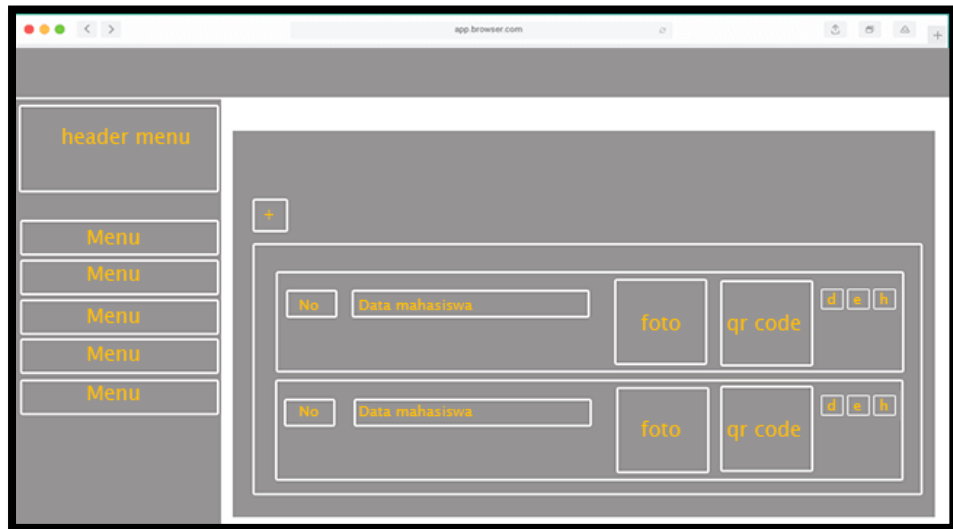 app.browser.com
header menu
Menu
Menu
Menu
Menu
Menu
+
No Data mahasiswa foto qr code d e h
No Data mahasiswa foto qr code d e h